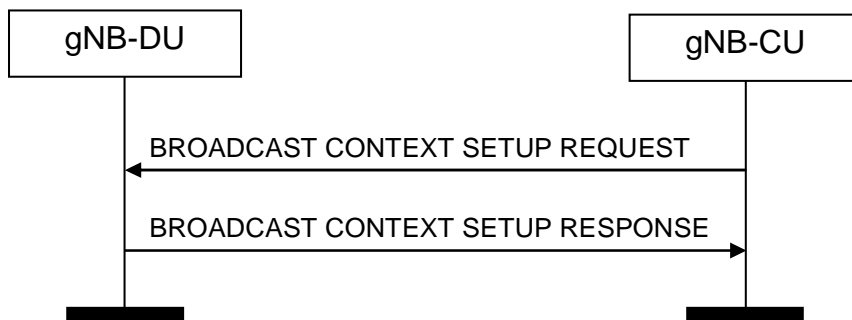 gNB-DU
gNB-CU
BROADCAST CONTEXT SETUP REQUEST
BROADCAST CONTEXT SETUP RESPONSE